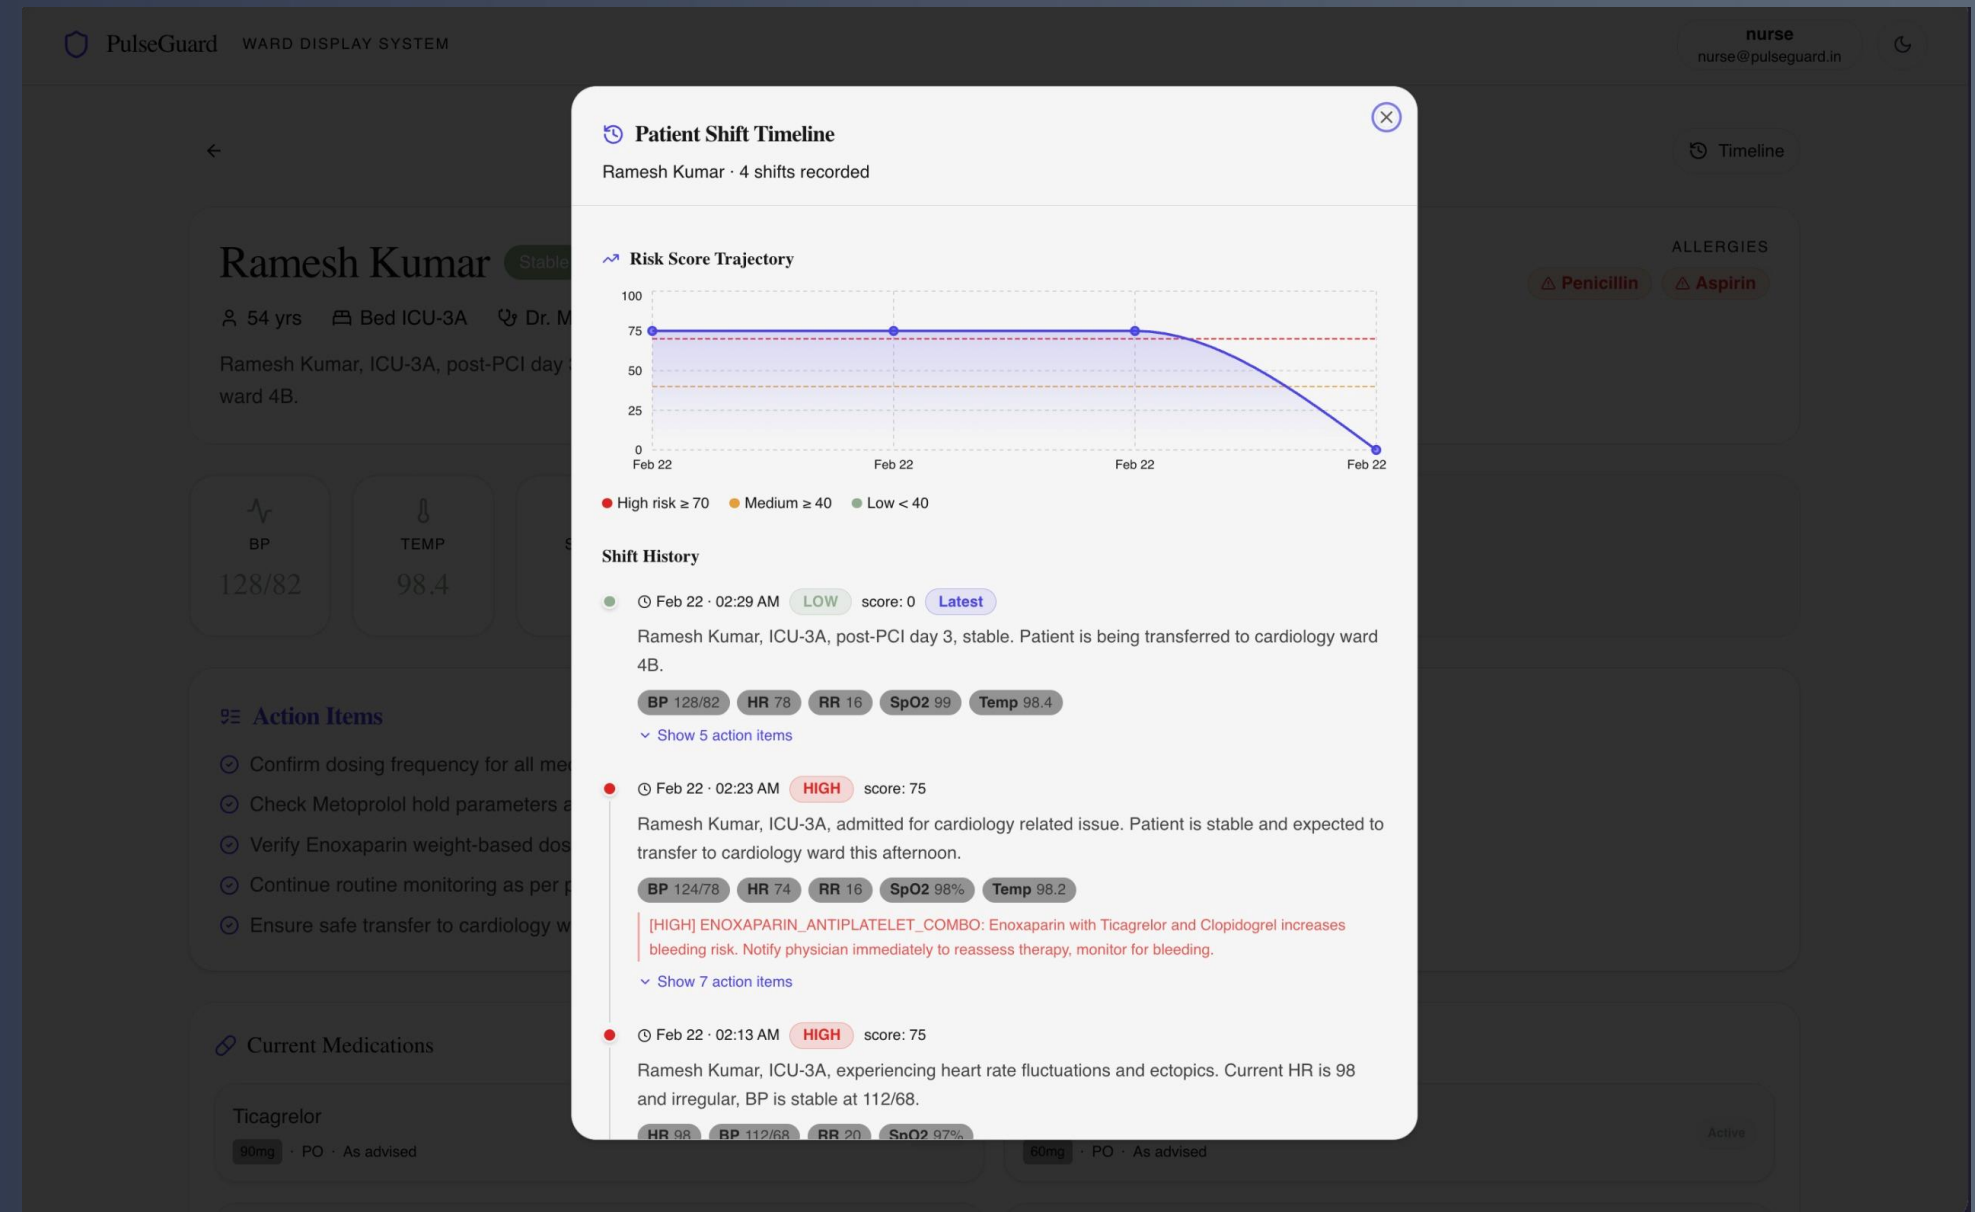 PulseGuard WARD DISPLAY SYSTEM
nurse
nurse@pulseguard.in
Timeline
Ramesh Kumar Stable
54 yrs Bed ICU-3A Dr.
Ramesh Kumar, ICU-3A, post-PCI day
ward 4B.
ALLERGIES
Penicillin Aspirin
BP
128/82
TEMP
98.4
Action Items
Confirm dosing frequency for all
Check Metoprolol hold parameters
Verify Enoxaparin weight-based
Continue routine monitoring as per
Ensure safe transfer to cardiology
Current Medications
Ticagrelor
90mg · PO · As advised
60mg · PO · As advised
Active
Patient Shift Timeline
Ramesh Kumar · 4 shifts recorded
Risk Score Trajectory
100
75
50
25
0
Feb 22 Feb 22 Feb 22 Feb 22
High risk ≥ 70 Medium ≥ 40 Low < 40
Shift History
Feb 22 · 02:29 AM LOW score: 0 Latest
Ramesh Kumar, ICU-3A, post-PCI day 3, stable. Patient is being transferred to cardiology ward
4B.
BP 128/82 HR 78 RR 16 SpO2 99 Temp 98.4
Show 5 action items
Feb 22 · 02:23 AM HIGH score: 75
Ramesh Kumar, ICU-3A, admitted for cardiology related issue. Patient is stable and expected to
transfer to cardiology ward this afternoon.
BP 124/78 HR 74 RR 16 SpO2 98% Temp 98.2
[HIGH] ENOXAPARIN_ANTIPLATELET_COMBO: Enoxaparin with Ticagrelor and Clopidogrel increases
bleeding risk. Notify physician immediately to reassess therapy, monitor for bleeding.
Show 7 action items
Feb 22 · 02:13 AM HIGH score: 75
Ramesh Kumar, ICU-3A, experiencing heart rate fluctuations and ectopics. Current HR is 98
and irregular, BP is stable at 112/68.
HR 98 BP 112/68 RR 20 SpO2 97%